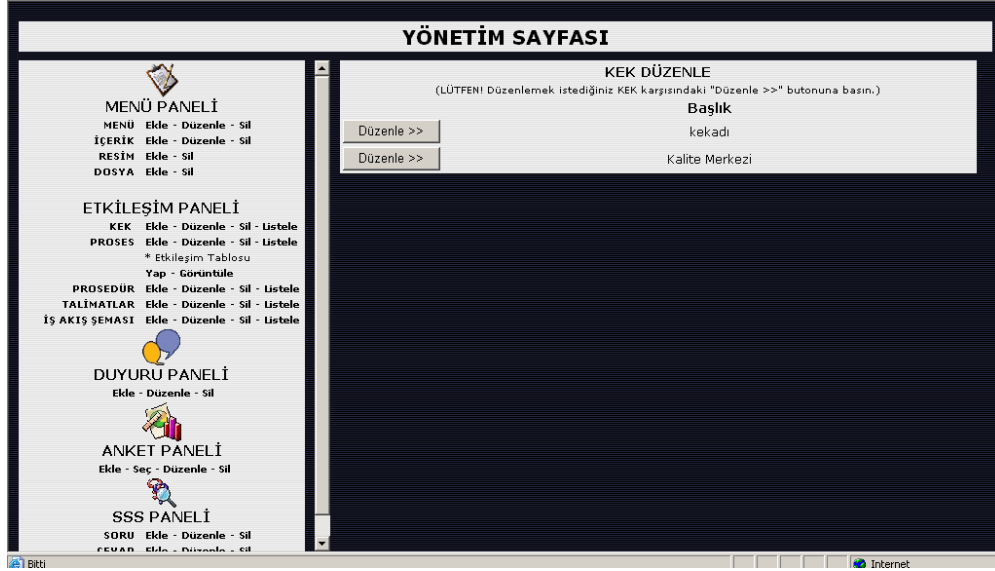 YÖNETİM SAYFASI
MENÜ PANELİ
MENÜ Ekle - Düzenle - Sil
İÇERİK Ekle - Düzenle - Sil
RESİM Ekle - Sil
DOSYA Ekle - Sil
ETKİLEŞİM PANELİ
KEK Ekle - Düzenle - Sil - Listele
PROSES Ekle - Düzenle - Sil - Listele
* Etkileşim Tablosu
Yap - Görüntüle
PROSEDÜR Ekle - Düzenle - Sil - Listele
TALİMATLAR Ekle - Düzenle - Sil - Listele
İŞ AKIŞ ŞEMASI Ekle - Düzenle - Sil - Listele
DUYURU PANELİ
Ekle - Düzenle - Sil
ANKET PANELİ
Ekle - Seç - Düzenle - Sil
SSS PANELİ
SORU Ekle - Düzenle - Sil
CEVAP Ekle - Düzenle - Sil
KEK DÜZENLE
(LÜTFEN! Düzenlemek istediğiniz KEK karşısındaki "Düzenle >>" butonuna basın.)
Başlık
Düzenle >> kekadı
Düzenle >> Kalite Merkezi
Bitti
Internet